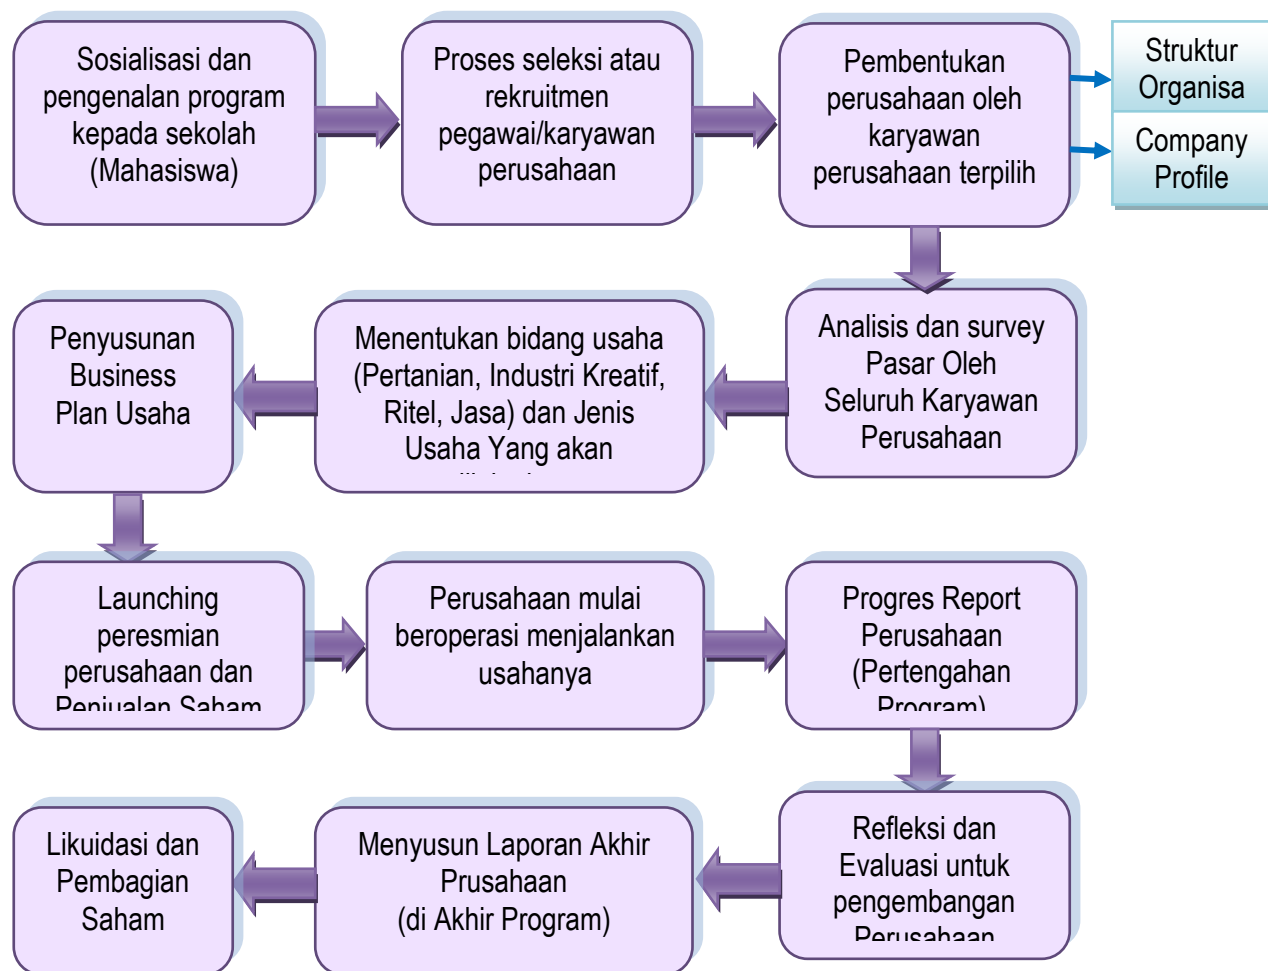 Sosialisasi dan
pengenalan program
kepada sekolah
(Mahasiswa)
Proses seleksi atau
rekruitmen
pegawai/karyawan
perusahaan
Pembentukan
perusahaan oleh
karyawan
perusahaan terpilih
Struktur
Organisa
Company
Profile
Analisis dan survey
Pasar Oleh
Seluruh Karyawan
Perusahaan
Menentukan bidang usaha
(Pertanian, Industri Kreatif,
Ritel, Jasa) dan Jenis
Usaha Yang akan
Penyusunan
Business
Plan Usaha
Launching
peresmian
perusahaan dan
Penjualan Saham
Perusahaan mulai
beroperasi menjalankan
usahanya
Progres Report
Perusahaan
(Pertengahan
Program)
Refleksi dan
Evaluasi untuk
pengembangan
Perusahaan
Menyusun Laporan Akhir
Prusahaan
(di Akhir Program)
Likuidasi dan
Pembagian
Saham